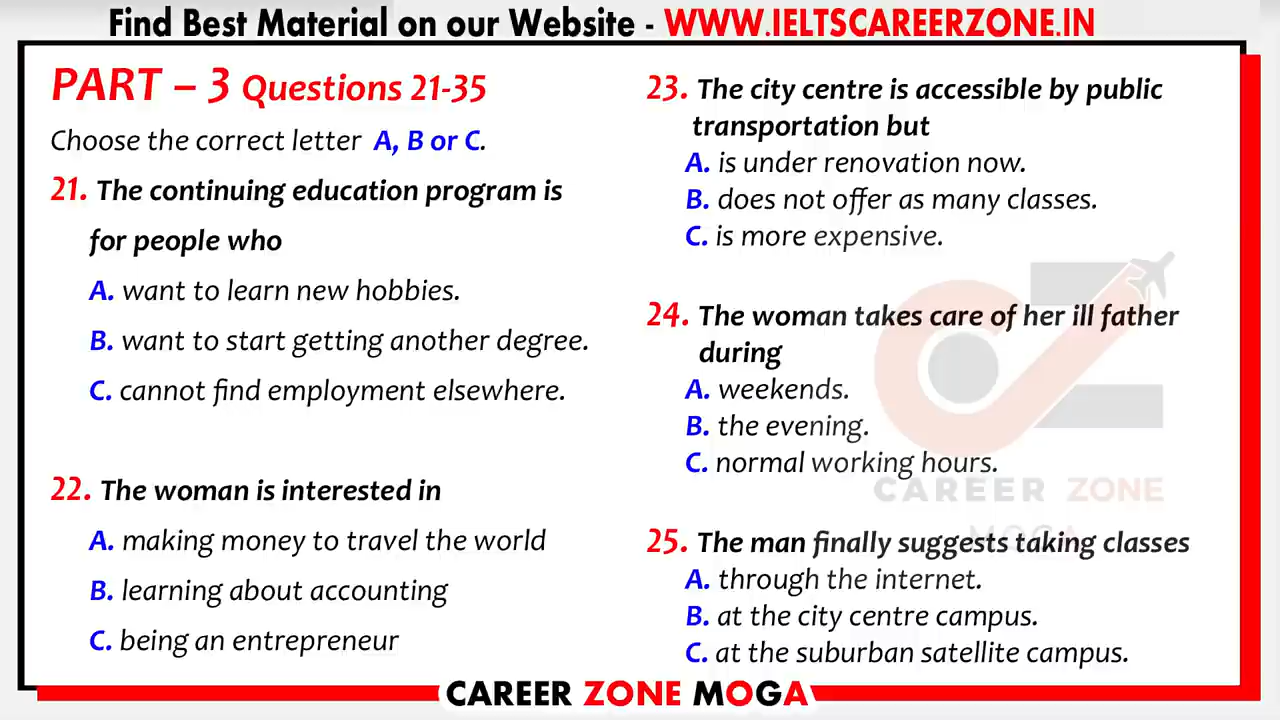 Find Best Material on our Website - WWW.IELTSCAREERZONE.IN
PART – 3 Questions 21-35
Choose the correct letter A, B or C.
21. The continuing education program is
for people who
A. want to learn new hobbies.
B. want to start getting another degree.
C. cannot find employment elsewhere.
22. The woman is interested in
A. making money to travel the world
B. learning about accounting
C. being an entrepreneur
23. The city centre is accessible by public
transportation but
A. is under renovation now.
B. does not offer as many classes.
C. is more expensive.
24. The woman takes care of her ill father
during
A. weekends.
B. the evening.
C. normal working hours.
25. The man finally suggests taking classes
A. through the internet.
B. at the city centre campus.
C. at the suburban satellite campus.
CAREER ZONE
MOGA
CAREER ZONE MOGA